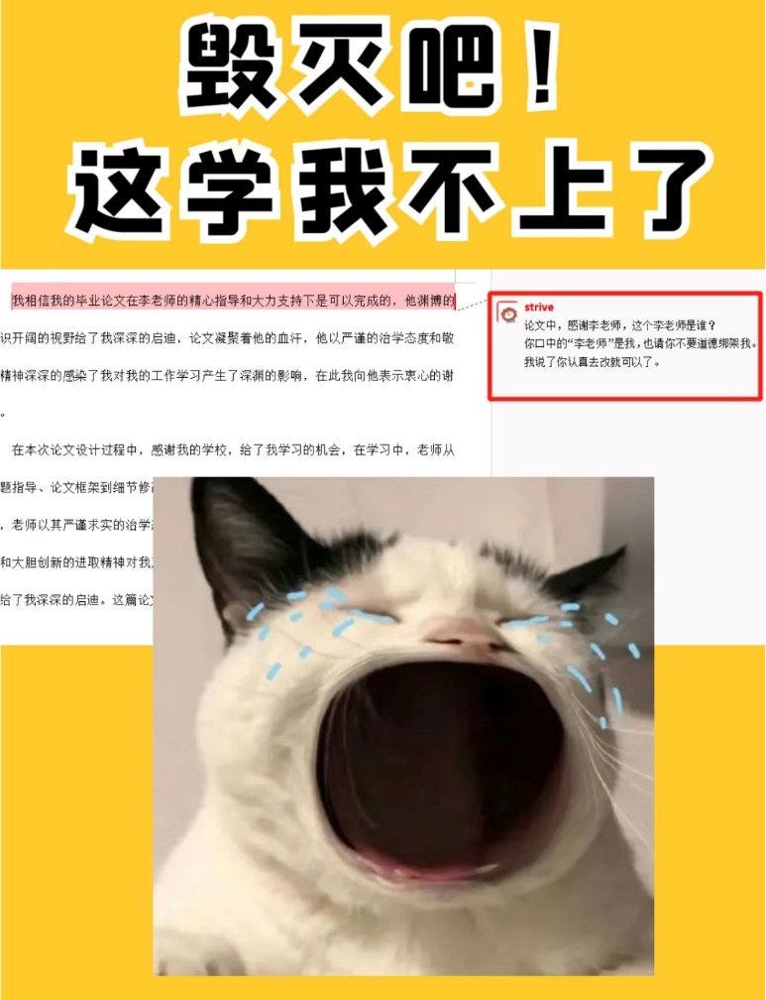 毁灭吧!
这学我不上了
我相信我的毕业论文在李老师的精心指导和大力支持下是可以完成的，他渊博的
识开阔的视野给了我深深的启迪，论文凝聚着他的血汗，他以严谨的治学态度和敬
精神深深的感染了我对我的工作学习产生了深渊的影响，在此我向他表示衷心的谢
。
在本次论文设计过程中，感谢我的学校，给了我学习的机会，在学习中，老师从
题指导、论文框架到细节修
，老师以其严谨求实的治学
和大胆创新的进取精神对我
给了我深深的启迪。这篇论
strive
论文中，感谢李老师，这个李老师是谁？
你口中的“李老师”是我，也请你不要道德绑架我。
我说了你认真去改就可以了。